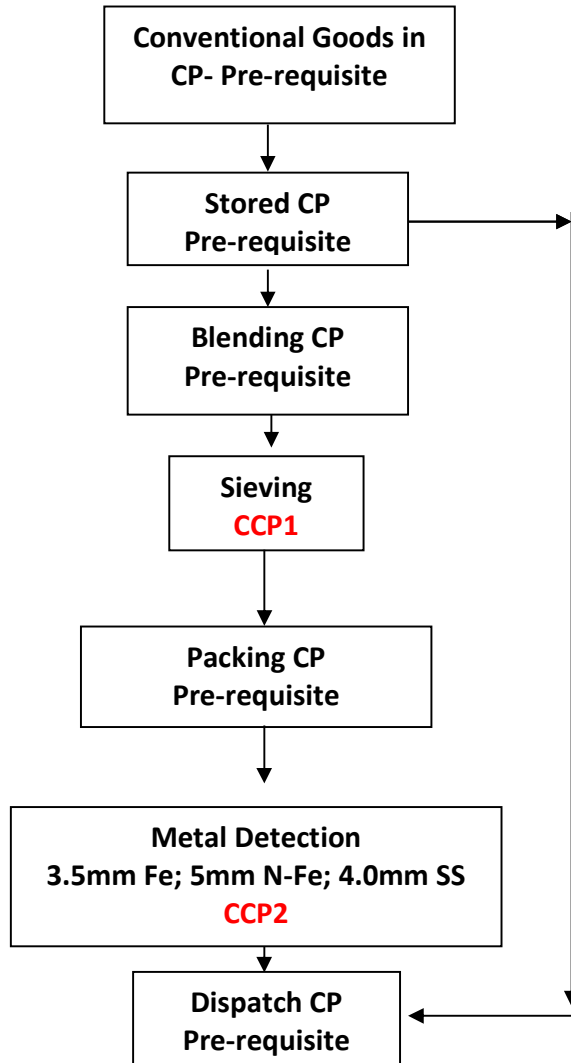 Conventional Goods in
CP- Pre-requisite
Stored CP
Pre-requisite
Blending CP
Pre-requisite
Sieving
CCP1
Packing CP
Pre-requisite
Metal Detection
3.5mm Fe; 5mm N-Fe; 4.0mm SS
CCP2
Dispatch CP
Pre-requisite